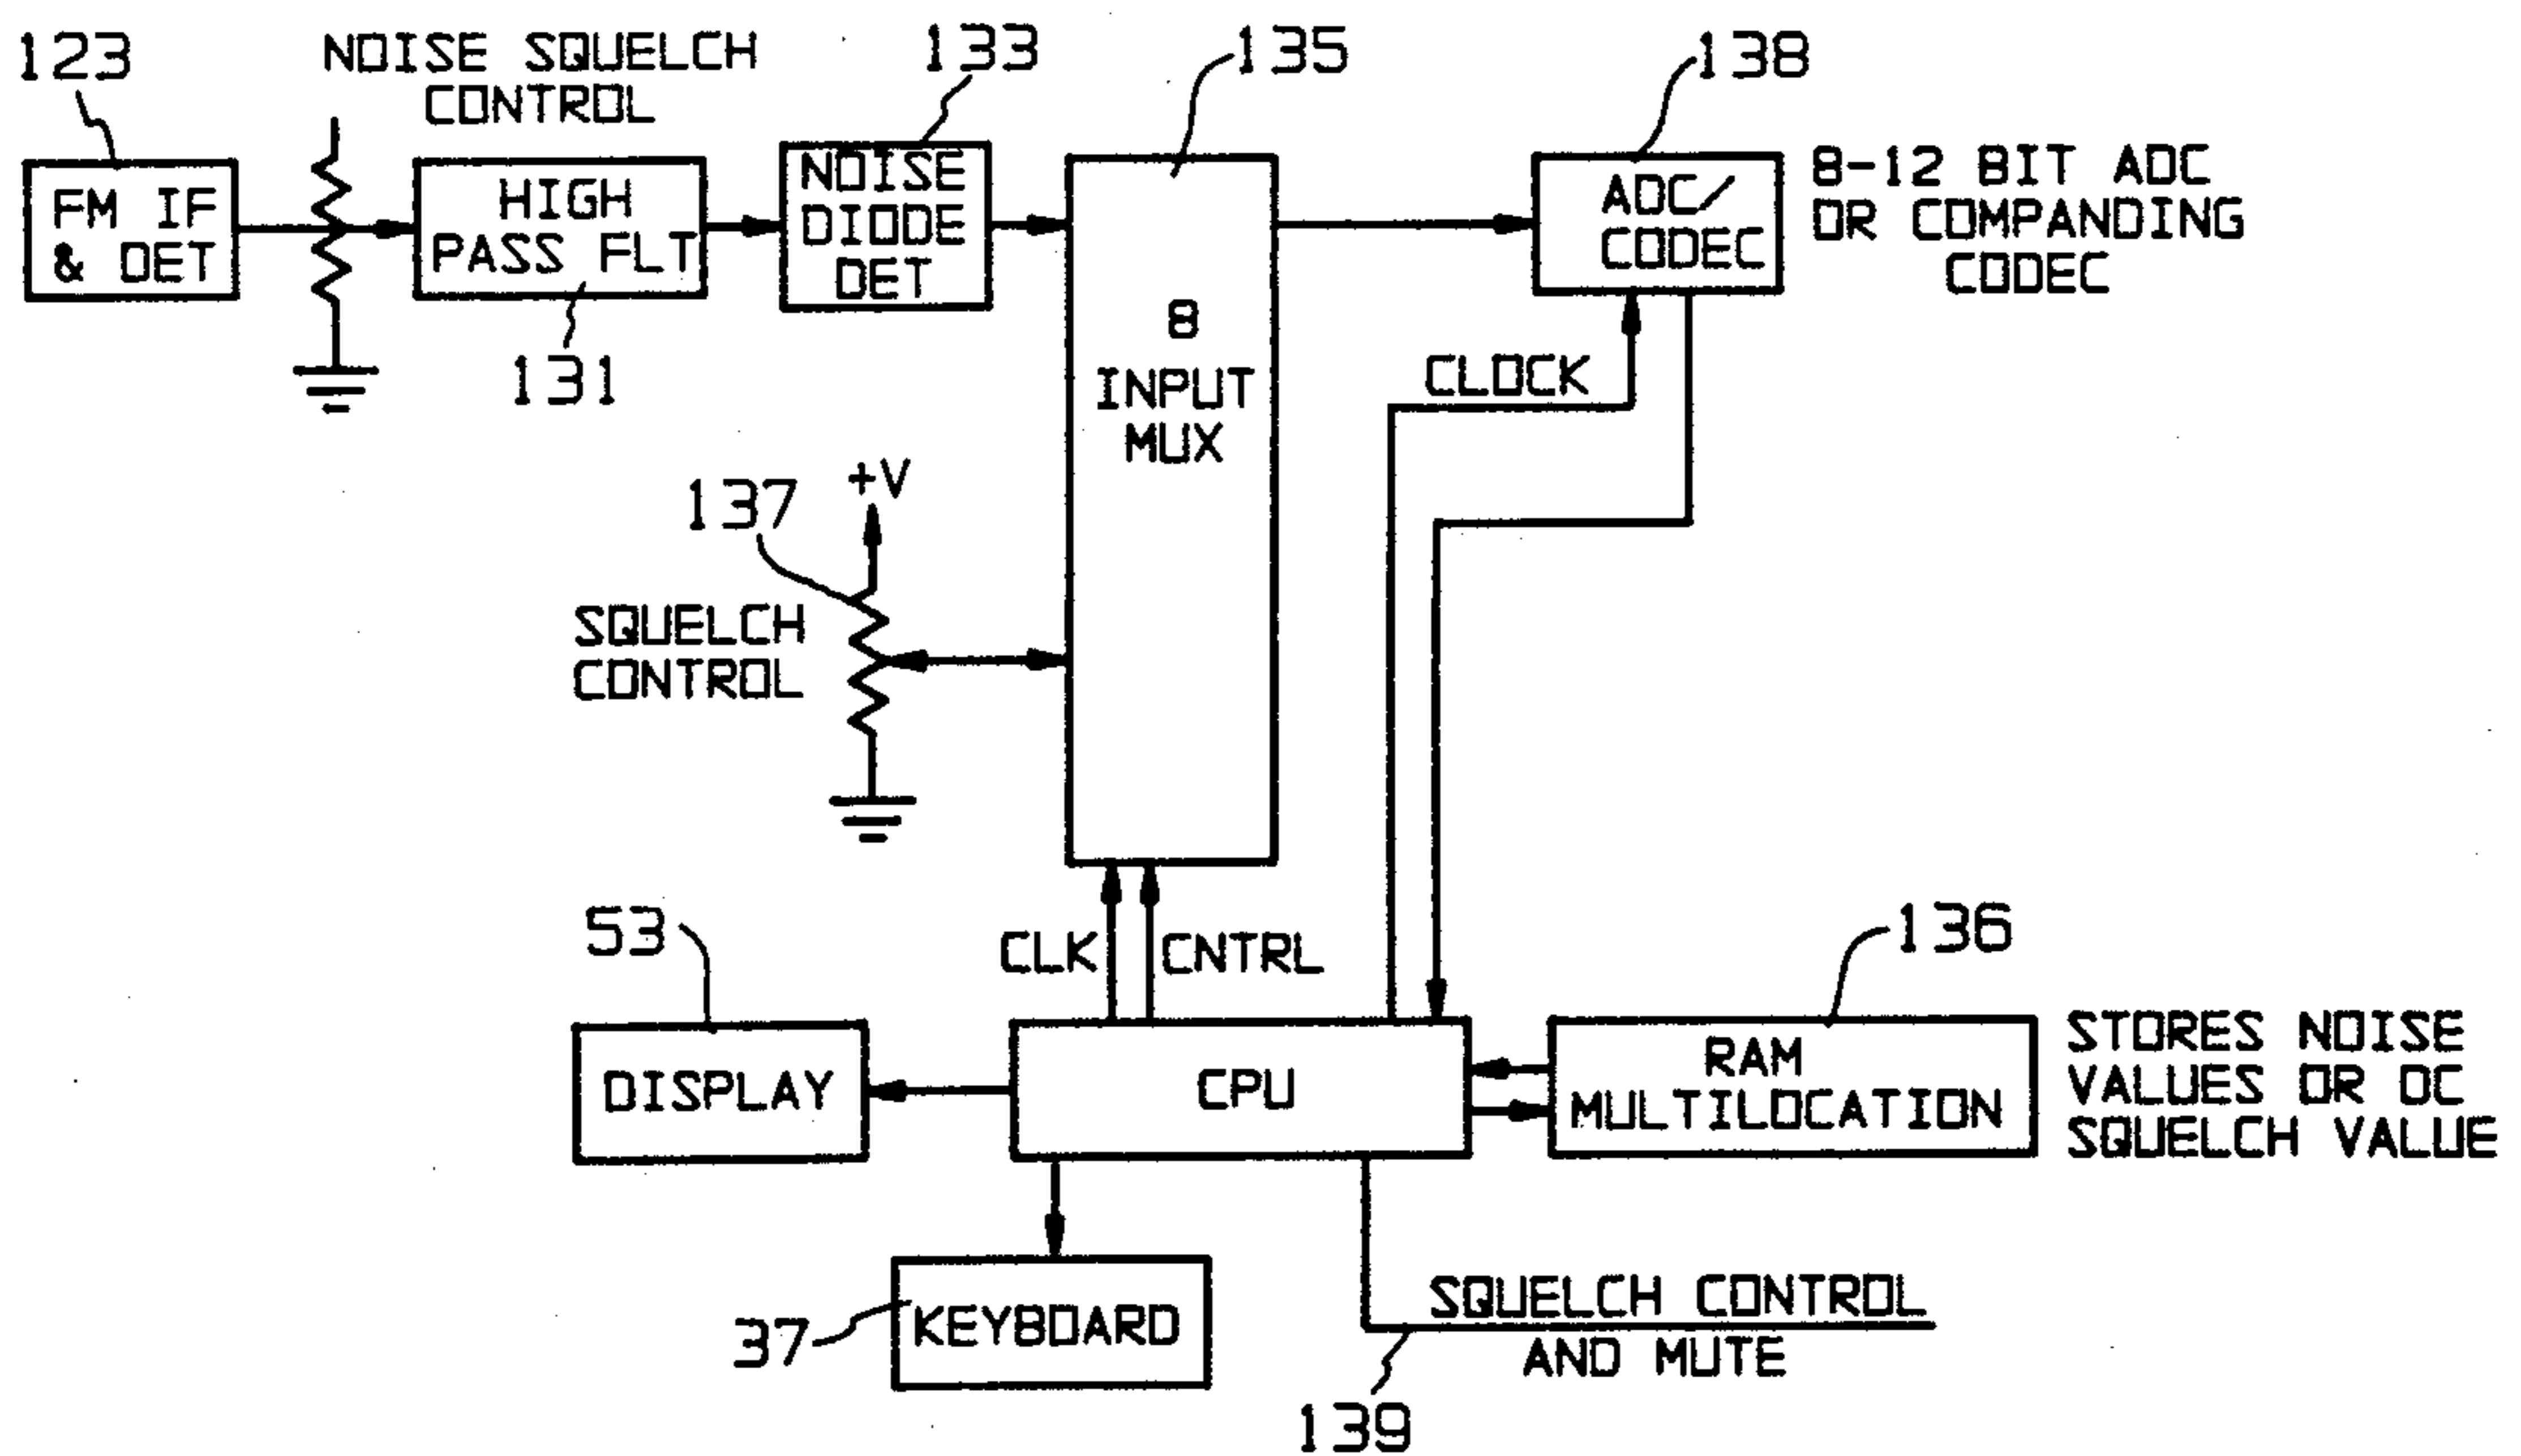 123
NOISE SQUELCH
CONTROL
133
135
138
FM IF
& DET
HIGH
PASS FLT
NOISE
DIODE
DET
ADC/
CODEC
8-12 BIT ADC
OR COMPANDING
CODEC
131
8
INPUT
MUX
CLOCK
137
+V
SQUELCH
CONTROL
53
CLK
CNTRL
136
DISPLAY
CPU
RAM
MULTILOCATION
STORES NOISE
VALUES OR DC
SQUELCH VALUE
37
KEYBOARD
SQUELCH CONTROL
AND MUTE
139